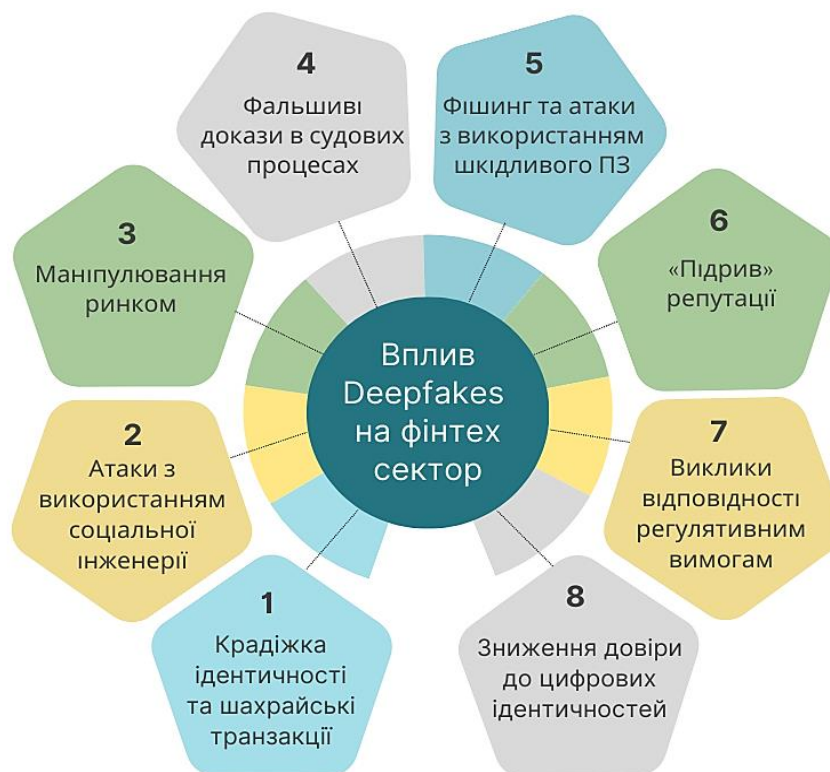 Вплив
Deepfakes
на фінтех
сектор
1
Крадіжка
ідентичності
та шахрайські
транзакції
2
Атаки з
використанням
соціальної
інженерії
3
Маніпулювання
ринком
4
Фальшиві
докази в судових
процесах
5
Фішинг та атаки
з використанням
шкідливого ПЗ
6
«Підрив»
репутації
7
Виклики
відповідності
регулятивним
вимогам
8
Зниження довіри
до цифрових
ідентичностей